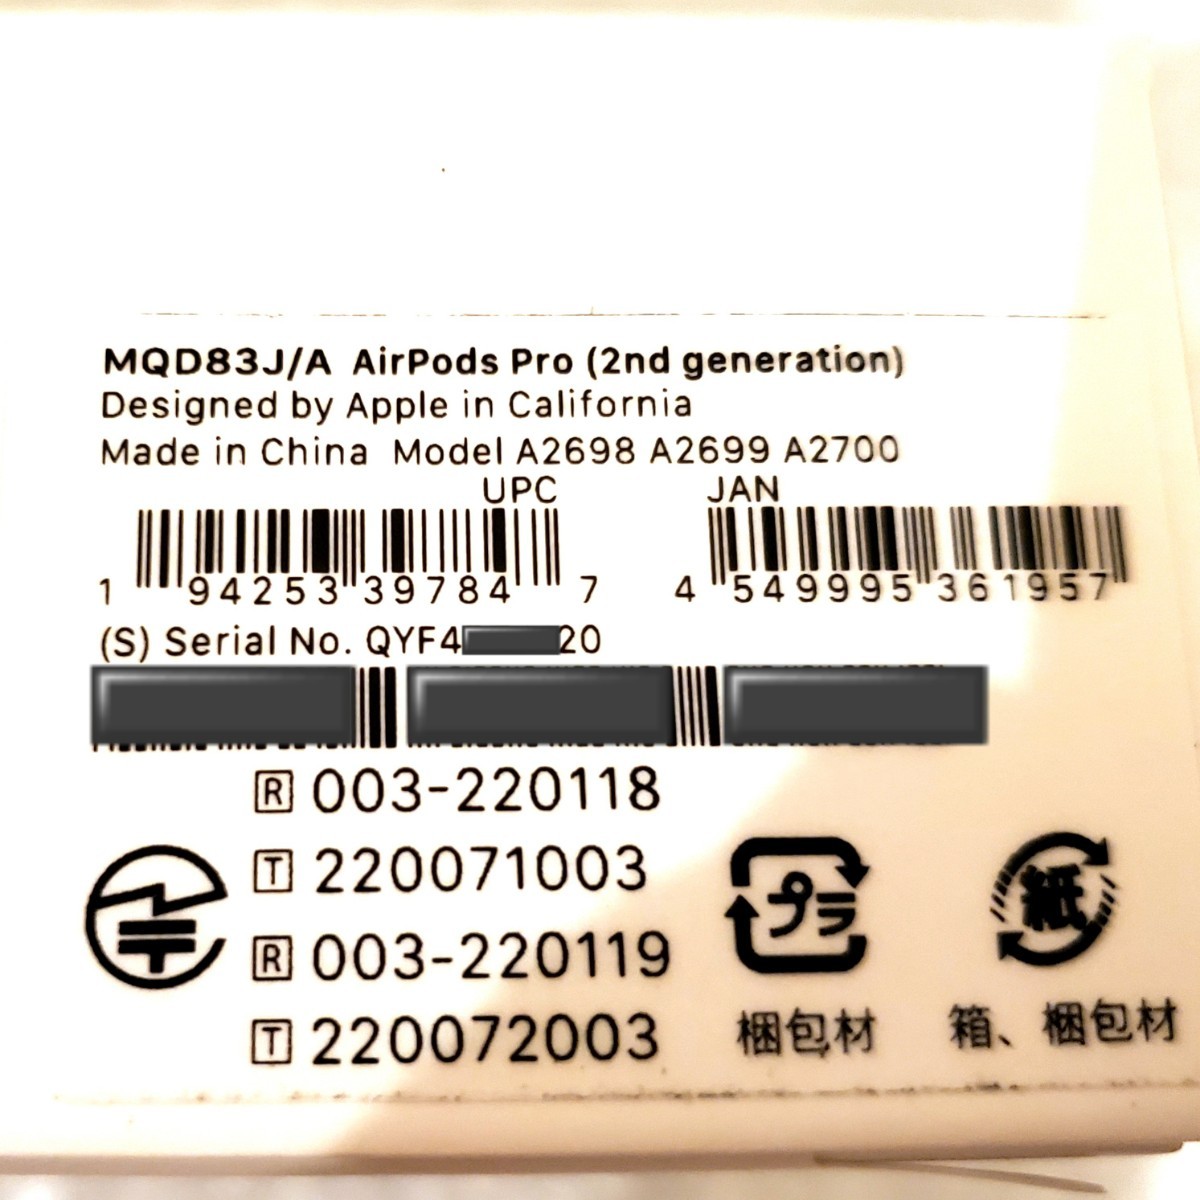 MQD83J/A AirPods Pro (2nd generation)
Designed by Apple in California
Made in China Model A2698 A2699 A2700
UPC JAN
1 94253 39784 7 4 549995 361957
(S) Serial No. QYF4 20
R 003-220118
T 220071003
R 003-220119
T 220072003
プラ 紙
梱包材 箱、梱包材